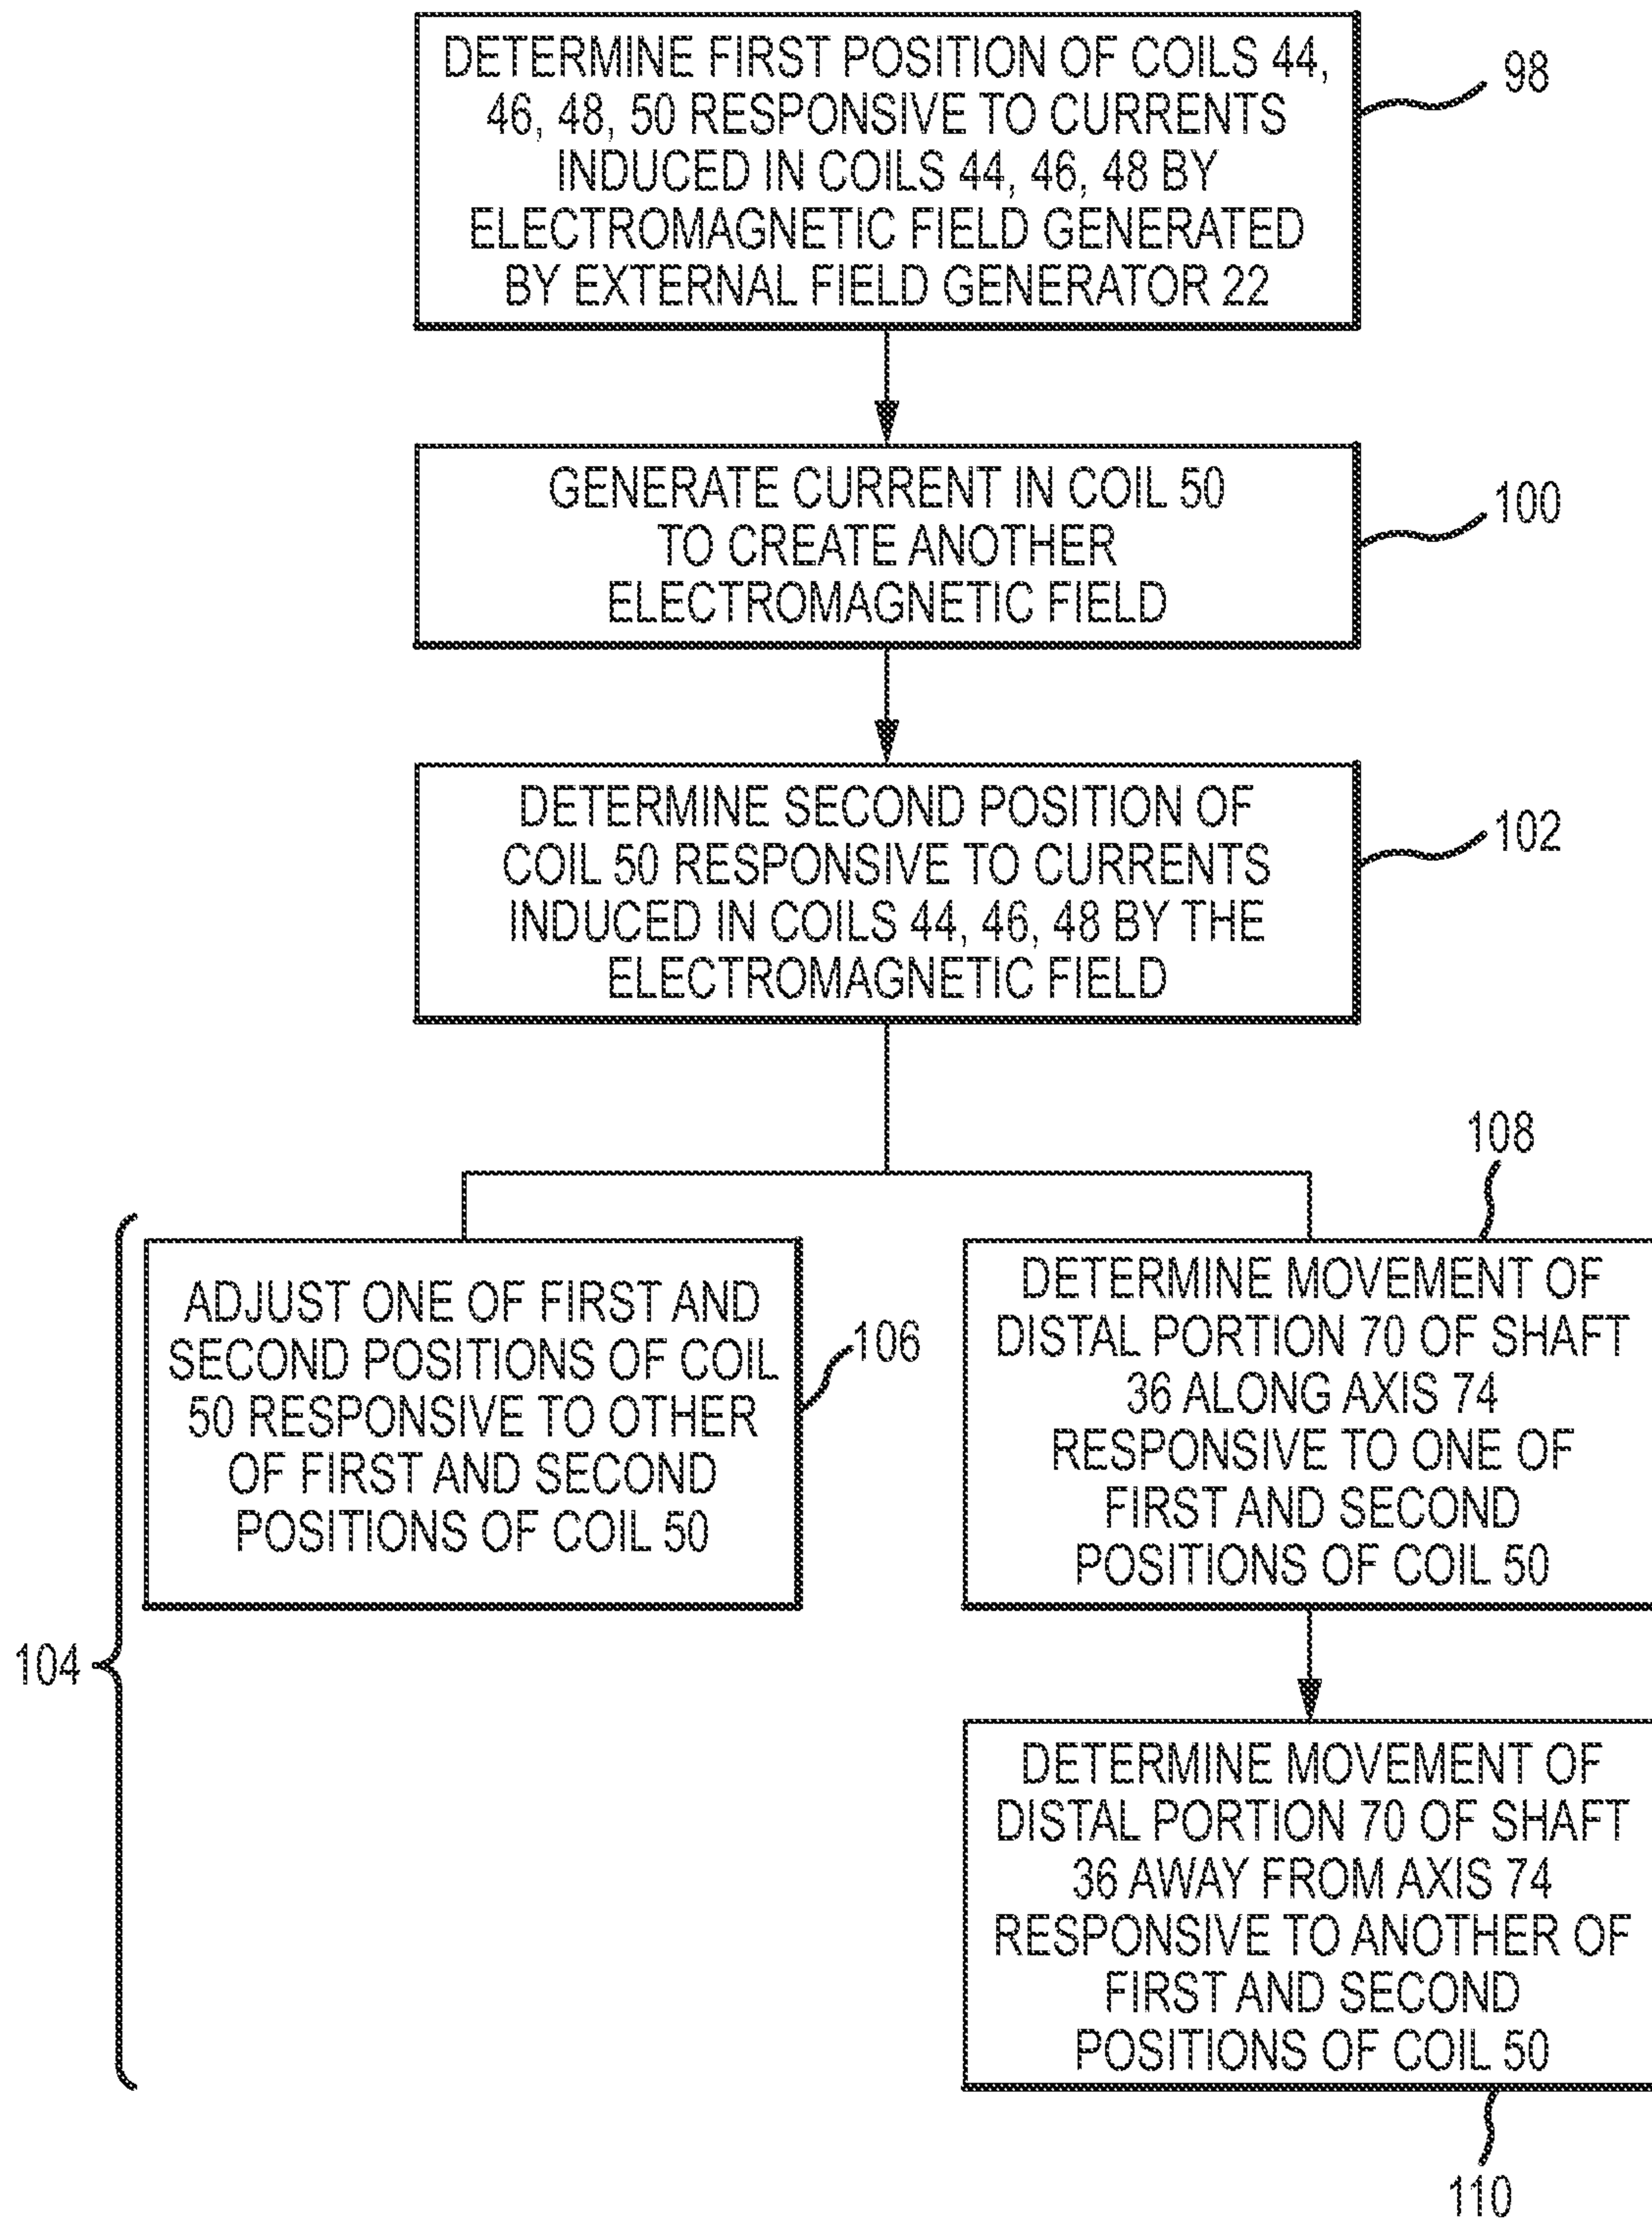 DETERMINE FIRST POSITION OF COILS 44,
46, 48, 50 RESPONSIVE TO CURRENTS
INDUCED IN COILS 44, 46, 48 BY
ELECTROMAGNETIC FIELD GENERATED
BY EXTERNAL FIELD GENERATOR 22
98
GENERATE CURRENT IN COIL 50
TO CREATE ANOTHER
ELECTROMAGNETIC FIELD
100
DETERMINE SECOND POSITION OF
COIL 50 RESPONSIVE TO CURRENTS
INDUCED IN COILS 44, 46, 48 BY THE
ELECTROMAGNETIC FIELD
102
104
ADJUST ONE OF FIRST AND
SECOND POSITIONS OF COIL
50 RESPONSIVE TO OTHER
OF FIRST AND SECOND
POSITIONS OF COIL 50
106
108
DETERMINE MOVEMENT OF
DISTAL PORTION 70 OF SHAFT
36 ALONG AXIS 74
RESPONSIVE TO ONE OF
FIRST AND SECOND
POSITIONS OF COIL 50
DETERMINE MOVEMENT OF
DISTAL PORTION 70 OF SHAFT
36 AWAY FROM AXIS 74
RESPONSIVE TO ANOTHER OF
FIRST AND SECOND
POSITIONS OF COIL 50
110